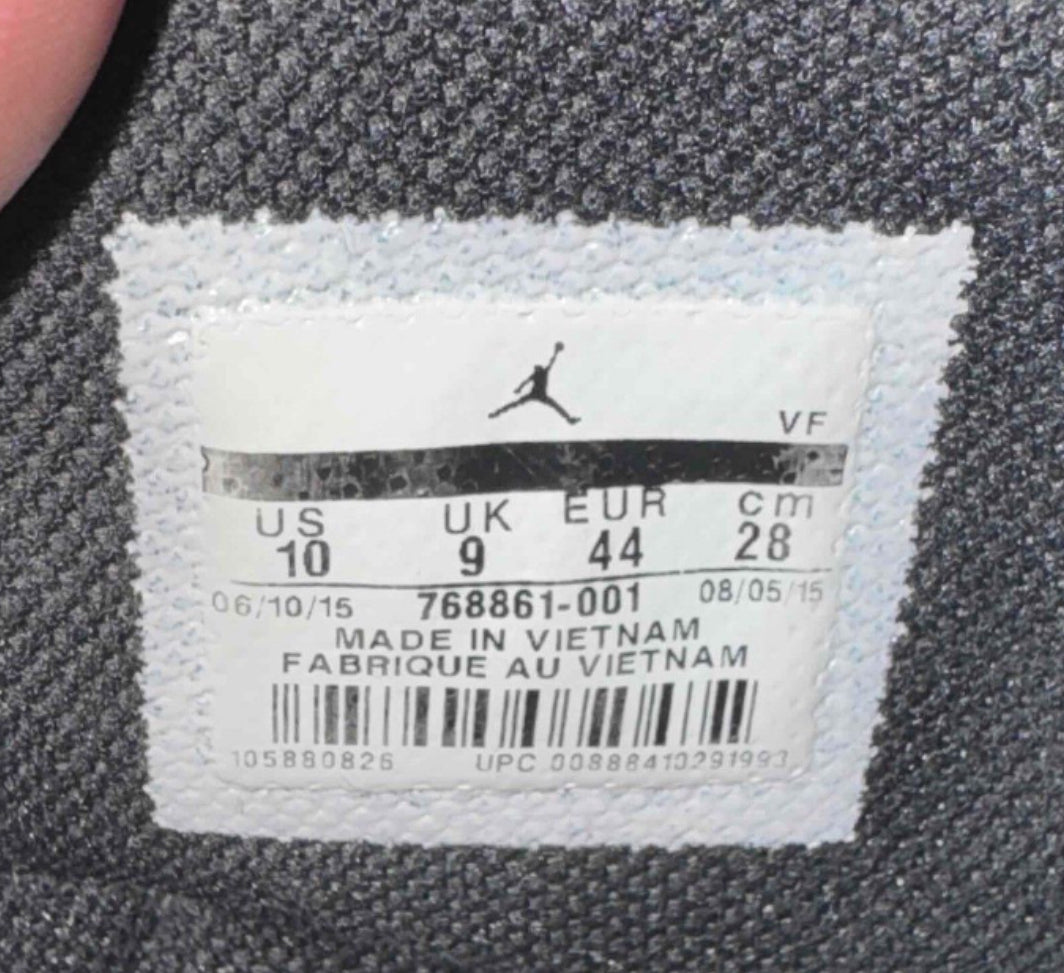 VF
US UK EUR cm
10 9 44 28
06/10/15 768861-001 08/05/15
MADE IN VIETNAM
FABRIQUE AU VIETNAM
105880826 UPC 00888410291993